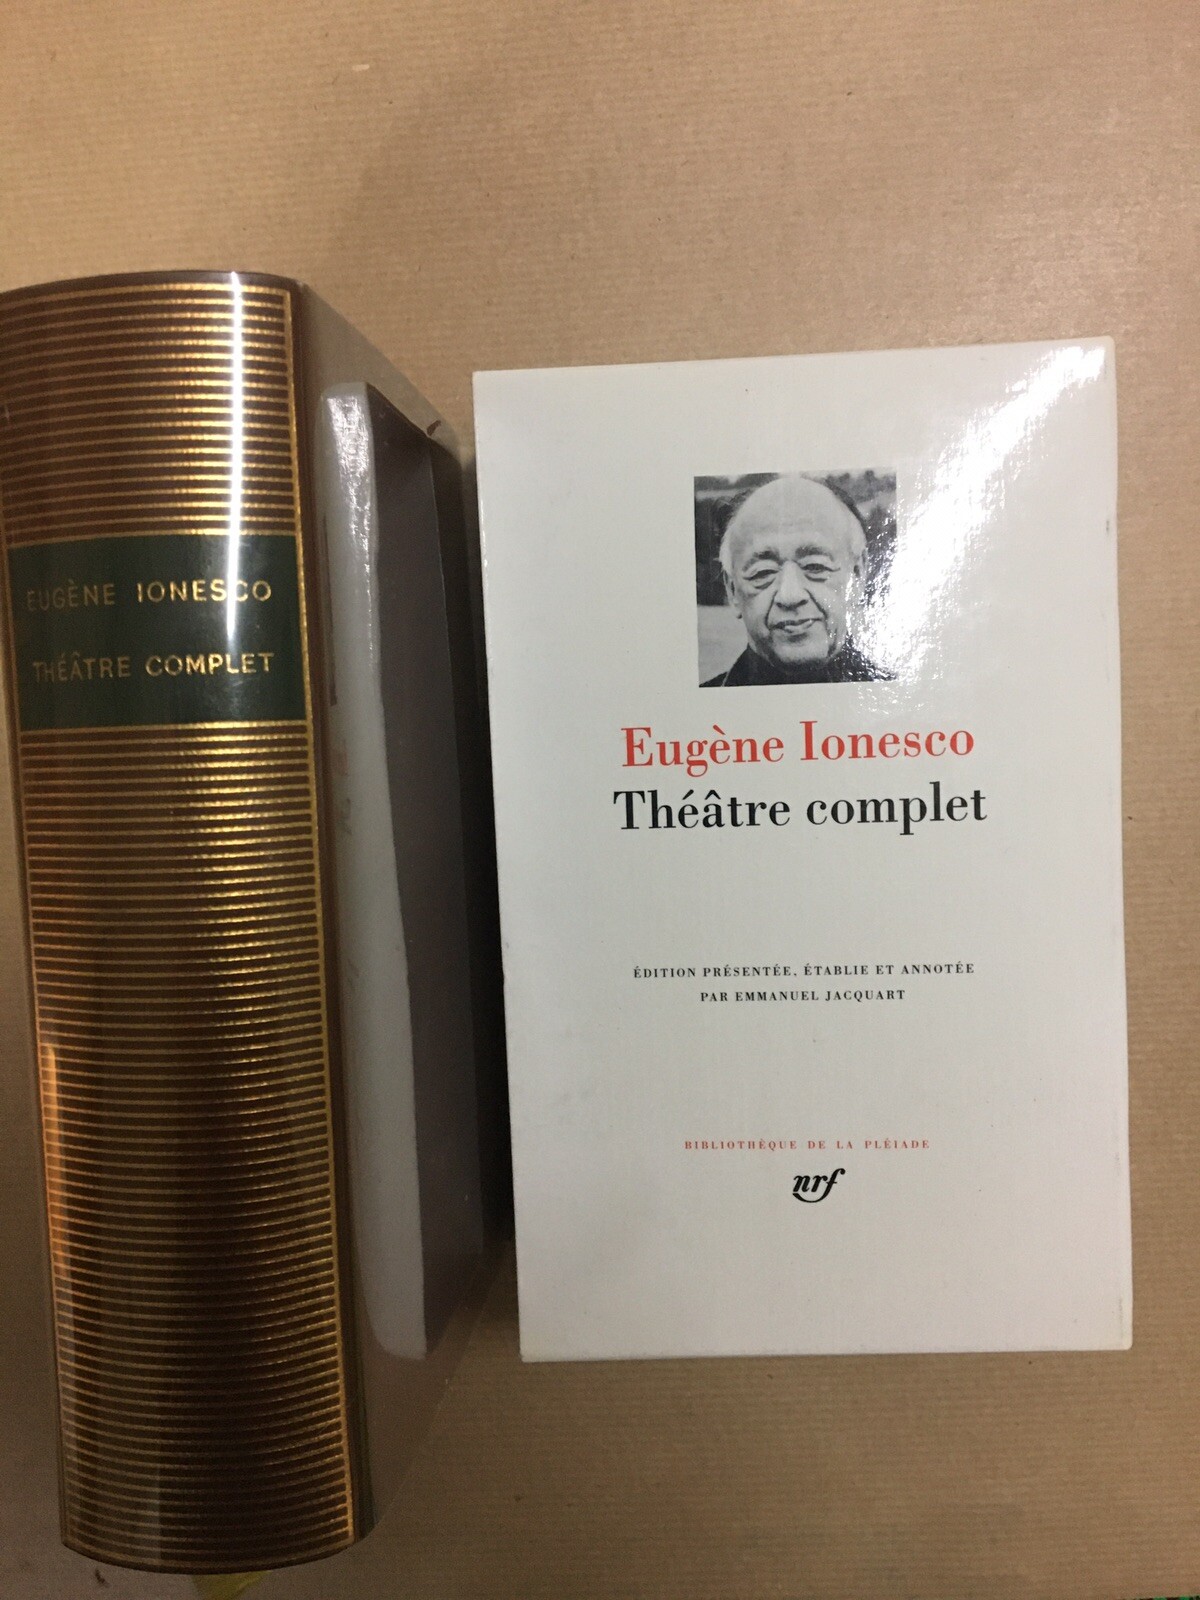 EUGÈNE IONESCO
THÉÂTRE COMPLET
Eugène Ionesco
Théâtre complet
ÉDITION PRÉSENTÉE, ÉTABLIE ET ANNOTÉE
PAR EMMANUEL JACQUART
BIBLIOTHÈQUE DE LA PLÉIADE
nrf